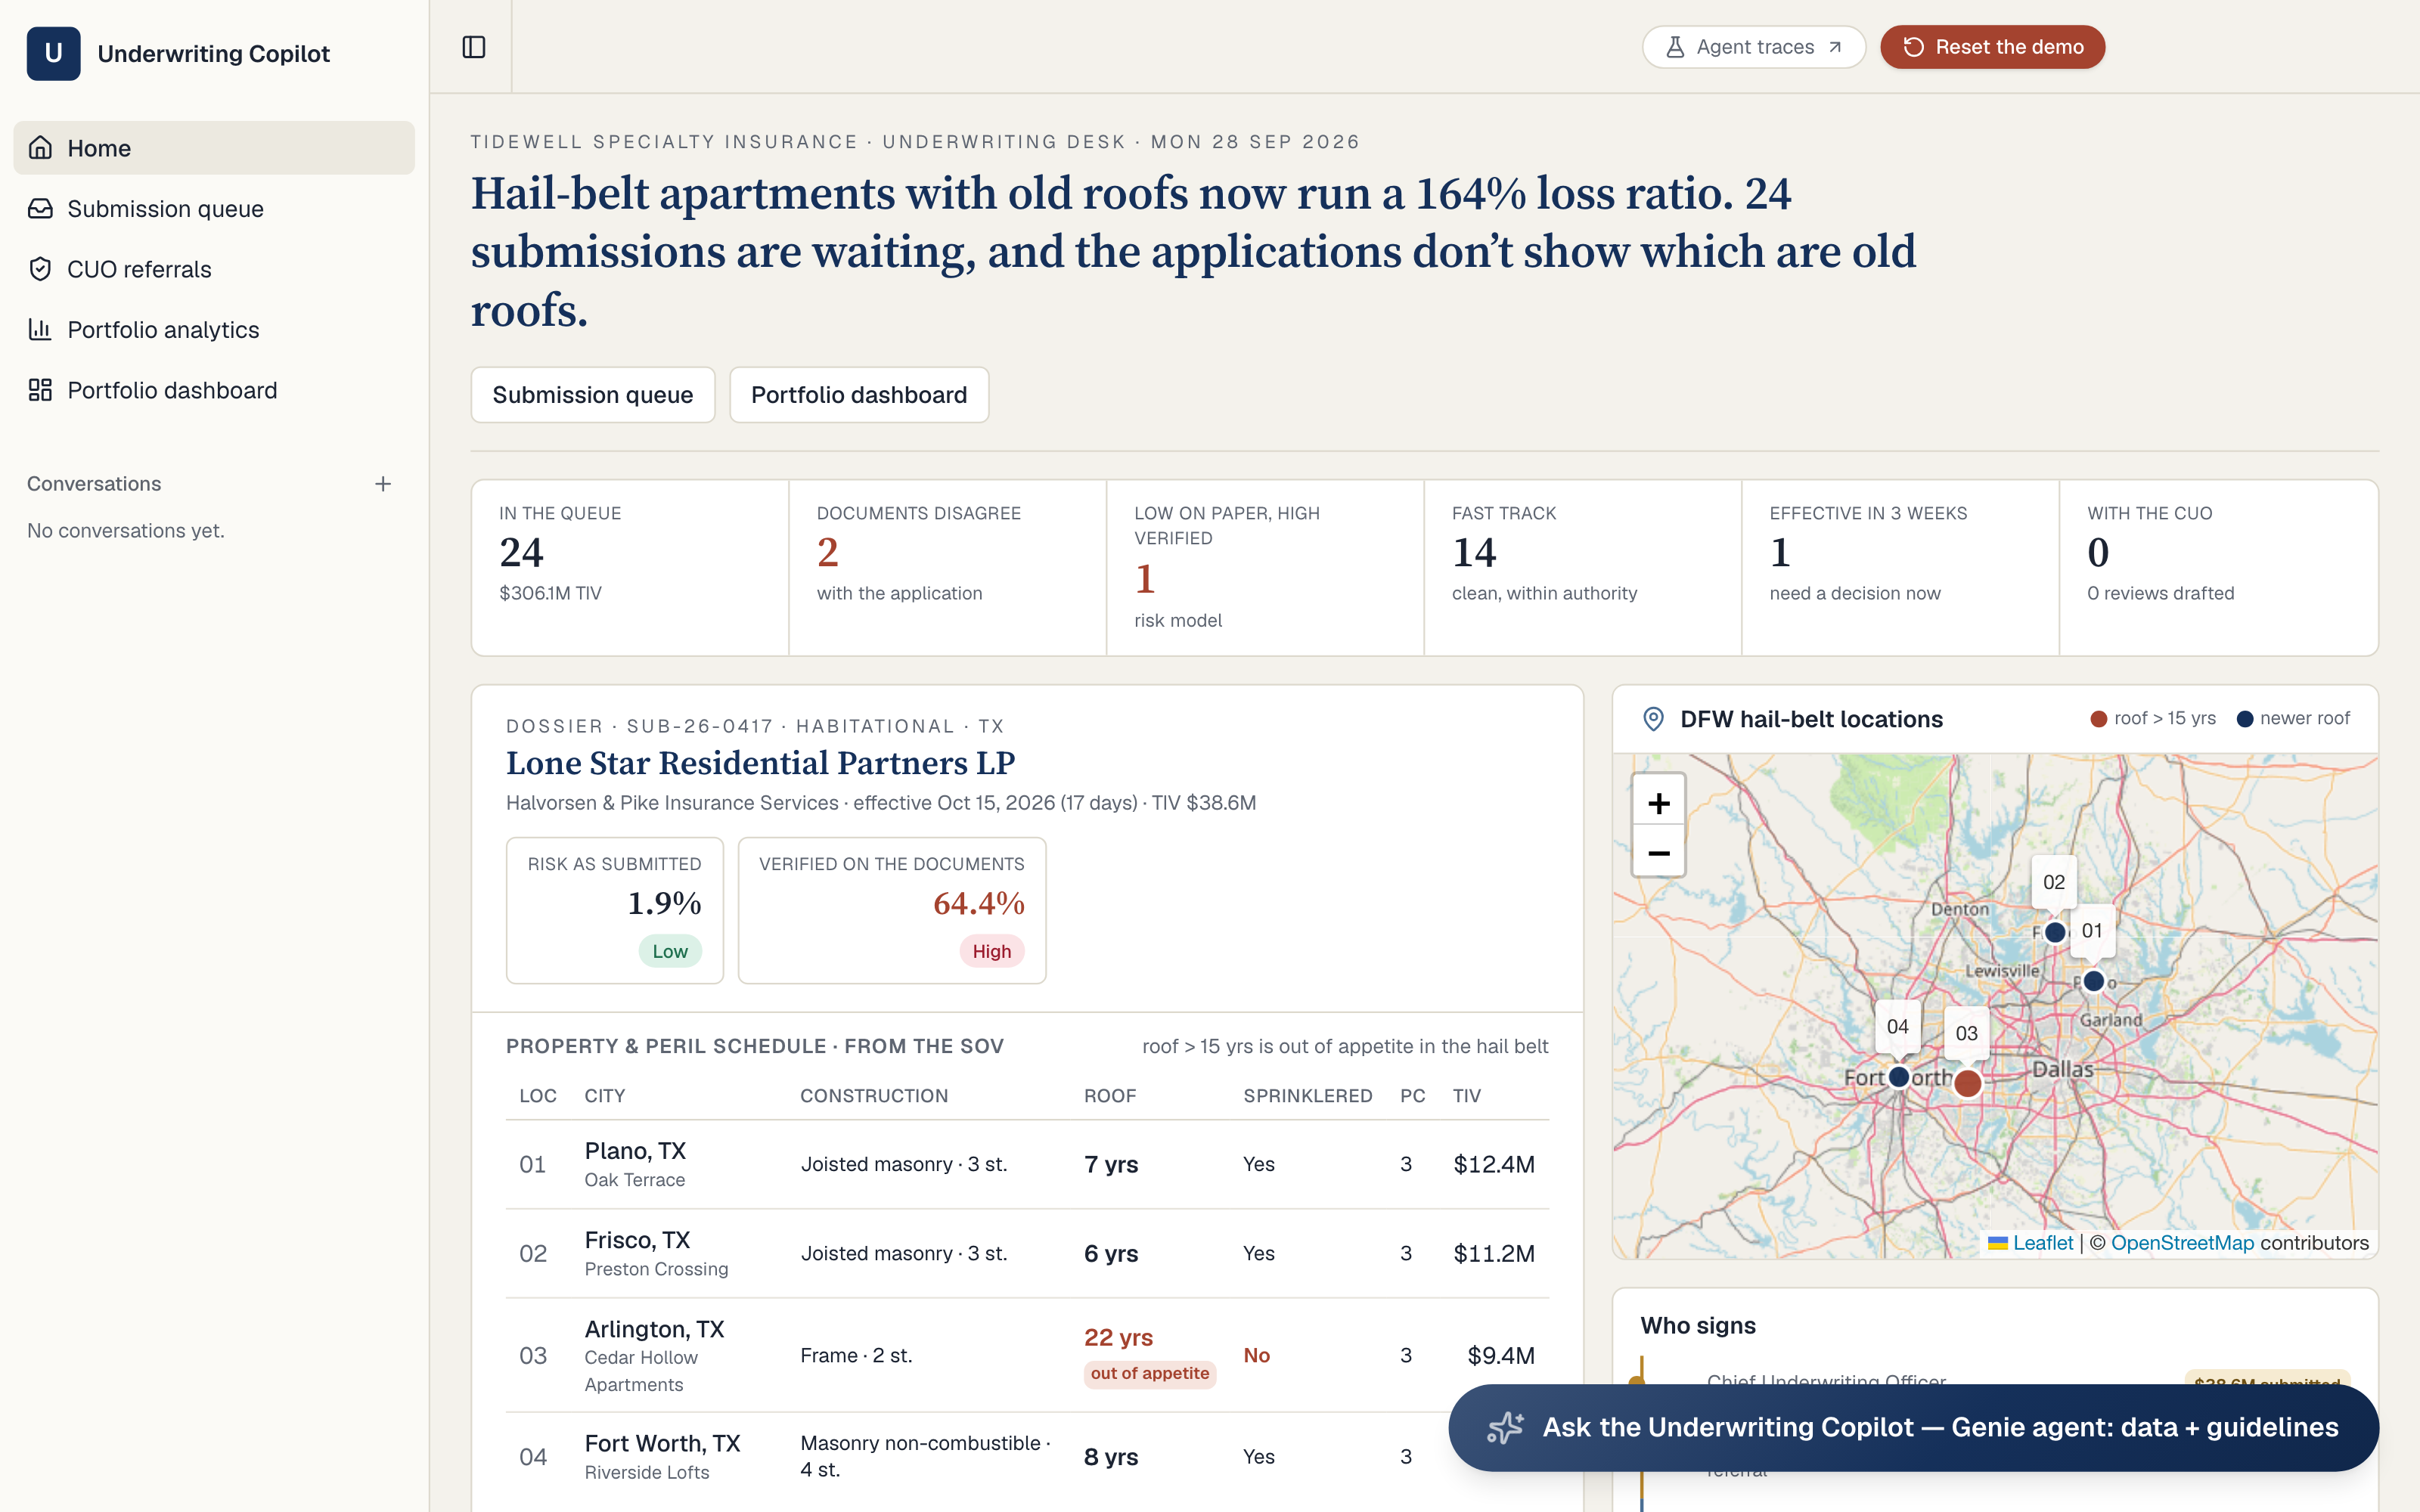 U Underwriting Copilot
Home
Submission queue
CUO referrals
Portfolio analytics
Portfolio dashboard
Conversations
No conversations yet.
Agent traces
Reset the demo
TIDEWELL SPECIALTY INSURANCE · UNDERWRITING DESK · MON 28 SEP 2026
Hail-belt apartments with old roofs now run a 164% loss ratio. 24
submissions are waiting, and the applications don’t show which are old
roofs.
Submission queue
Portfolio dashboard
IN THE QUEUE
24
$306.1M TIV
DOCUMENTS DISAGREE
2
with the application
LOW ON PAPER, HIGH
VERIFIED
1
risk model
FAST TRACK
14
clean, within authority
EFFECTIVE IN 3 WEEKS
1
need a decision now
WITH THE CUO
0
0 reviews drafted
DOSSIER · SUB-26-0417 · HABITATIONAL · TX
Lone Star Residential Partners LP
Halvorsen & Pike Insurance Services · effective Oct 15, 2026 (17 days) · TIV $38.6M
RISK AS SUBMITTED
1.9%
Low
VERIFIED ON THE DOCUMENTS
64.4%
High
PROPERTY & PERIL SCHEDULE · FROM THE SOV
roof > 15 yrs is out of appetite in the hail belt
LOC CITY CONSTRUCTION ROOF SPRINKLERED PC TIV
01 Plano, TX Joisted masonry · 3 st. 7 yrs Yes 3 $12.4M
Oak Terrace
02 Frisco, TX Joisted masonry · 3 st. 6 yrs Yes 3 $11.2M
Preston Crossing
03 Arlington, TX Frame · 2 st. 22 yrs No 3 $9.4M
Cedar Hollow out of appetite
Apartments
04 Fort Worth, TX Masonry non-combustible · 8 yrs Yes 3
Riverside Lofts 4 st.
DFW hail-belt locations
roof > 15 yrs
newer roof
+
−
02
Denton
01
Lewisville
04
03
Garland
Fort
orth
Dallas
Leaflet | © OpenStreetMap contributors
Who signs
Chief Underwriting Officer
$38.6M submitted
Ask the Underwriting Copilot — Genie agent: data + guidelines
referral